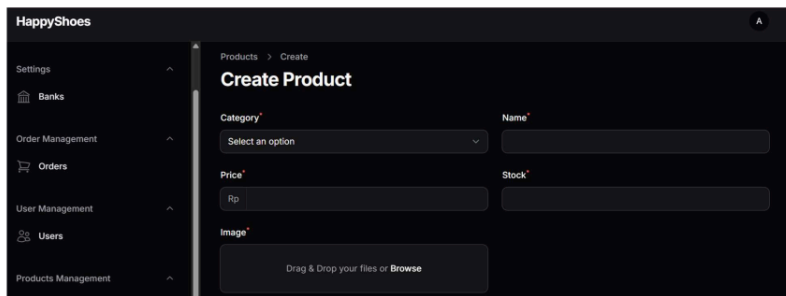 HappyShoes
A
Settings
Banks
Order Management
Orders
User Management
Users
Products Management
Products > Create
Create Product
Category*
Select an option
Name*
Price*
Rp
Stock*
Image*
Drag & Drop your files or Browse